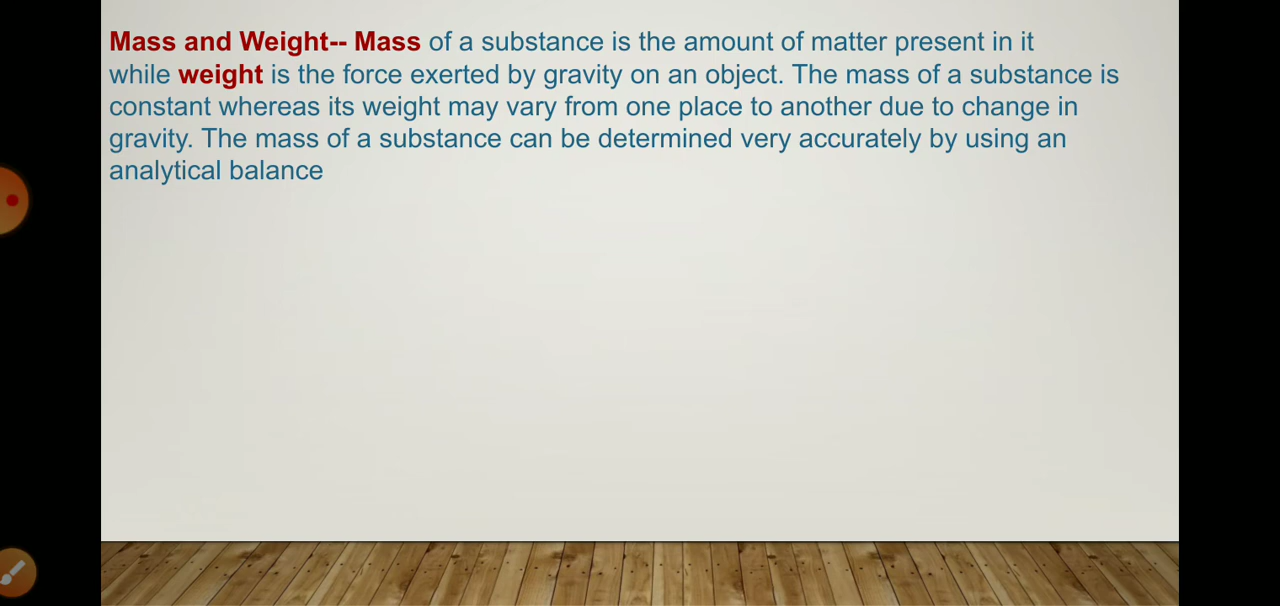 Mass and Weight-- Mass of a substance is the amount of matter present in it
while weight is the force exerted by gravity on an object. The mass of a substance is
constant whereas its weight may vary from one place to another due to change in
gravity. The mass of a substance can be determined very accurately by using an
analytical balance